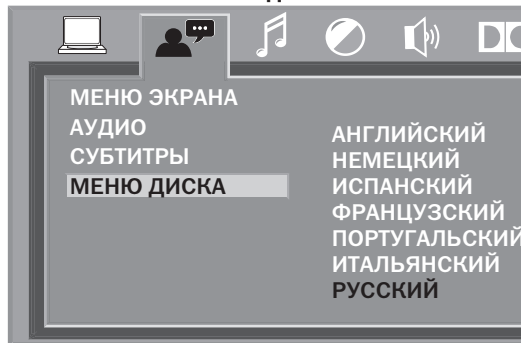 МЕНЮ ЭКРАНА
АУДИО
СУБТИТРЫ
МЕНЮ ДИСКА
АНГЛИЙСКИЙ
НЕМЕЦКИЙ
ИСПАНСКИЙ
ФРАНЦУЗСКИЙ
ПОРТУГАЛЬСКИЙ
ИТАЛЬЯНСКИЙ
РУССКИЙ